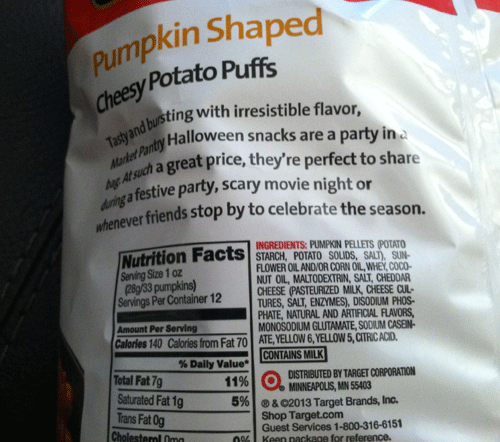 Pumpkin Shaped
Cheesy Potato Puffs
Tasty and bursting with irresistible flavor,
Market Pantry Halloween snacks are a party in a
bag. At such a great price, they're perfect to share
during a festive party, scary movie night or
whenever friends stop by to celebrate the season.
Nutrition Facts
Serving Size 1 oz
(28g/33 pumpkins)
Servings Per Container 12
Amount Per Serving
Calories 140 Calories from Fat 70
% Daily Value*
Total Fat 7g 11%
Saturated Fat 1g 5%
Trans Fat 0g
Cholesterol 0mg 0%
INGREDIENTS: PUMPKIN PELLETS (POTATO
STARCH, POTATO SOLIDS, SALT), SUN-
FLOWER OIL AND/OR CORN OIL, WHEY, COCO-
NUT OIL, MALTODEXTRIN, SALT, CHEDDAR
CHEESE (PASTEURIZED MILK, CHEESE CUL-
TURES, SALT, ENZYMES), DISODIUM PHOS-
PHATE, NATURAL AND ARTIFICIAL FLAVORS,
MONOSODIUM GLUTAMATE, SODIUM CASEIN-
ATE, YELLOW 6, YELLOW 5, CITRIC ACID.
CONTAINS MILK
DISTRIBUTED BY TARGET CORPORATION
MINNEAPOLIS, MN 55403
® & ©2013 Target Brands, Inc.
Shop Target.com
Guest Services 1-800-316-6151
Keep package for reference.